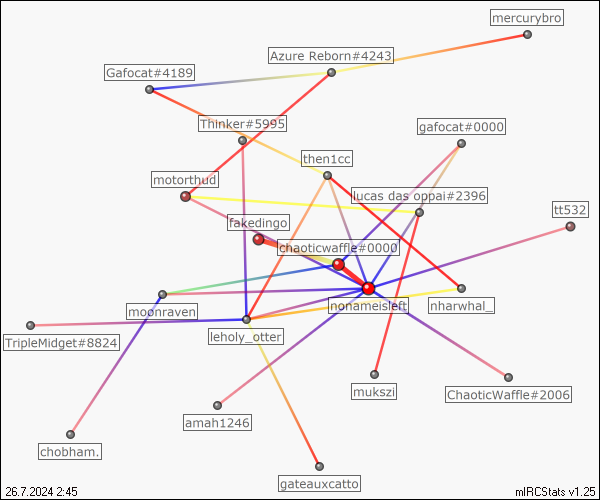 mercurybro
Azure Reborn#4243
Gafocat#4189
Thinker#5995
gafocat#0000
then1cc
motorthud
lucas das oppai#2396
tt532
fakedingo
chaoticwaffle#0000
nonameisleft
nharwhal_
moonraven
leholy_otter
TripleMidget#8824
mukszi
ChaoticWaffle#2006
amah1246
chobham.
gateauxcatto
26.7.2024 2:45
mIRCStats v1.25